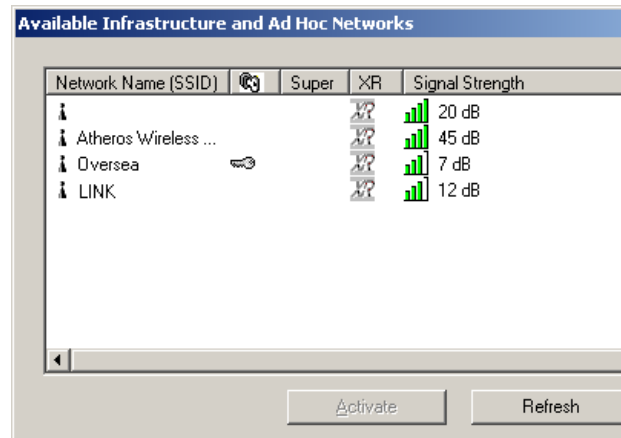 Available Infrastructure and Ad Hoc Networks
Network Name (SSID) Super XR Signal Strength
XR 20 dB
Atheros Wireless ... XR 45 dB
Oversea XR 7 dB
LINK XR 12 dB
Activate Refresh